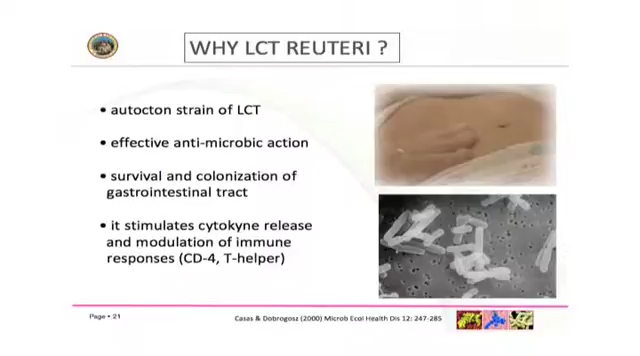 WHY LCT REUTERI ?
• autocton strain of LCT
• effective anti-microbic action
• survival and colonization of
gastrointestinal tract
• it stimulates cytokyne release
and modulation of immune
responses (CD-4, T-helper)
Page • 21
Casas & Dobrogosz (2000) Microb Ecol Health Dis 12: 247-285